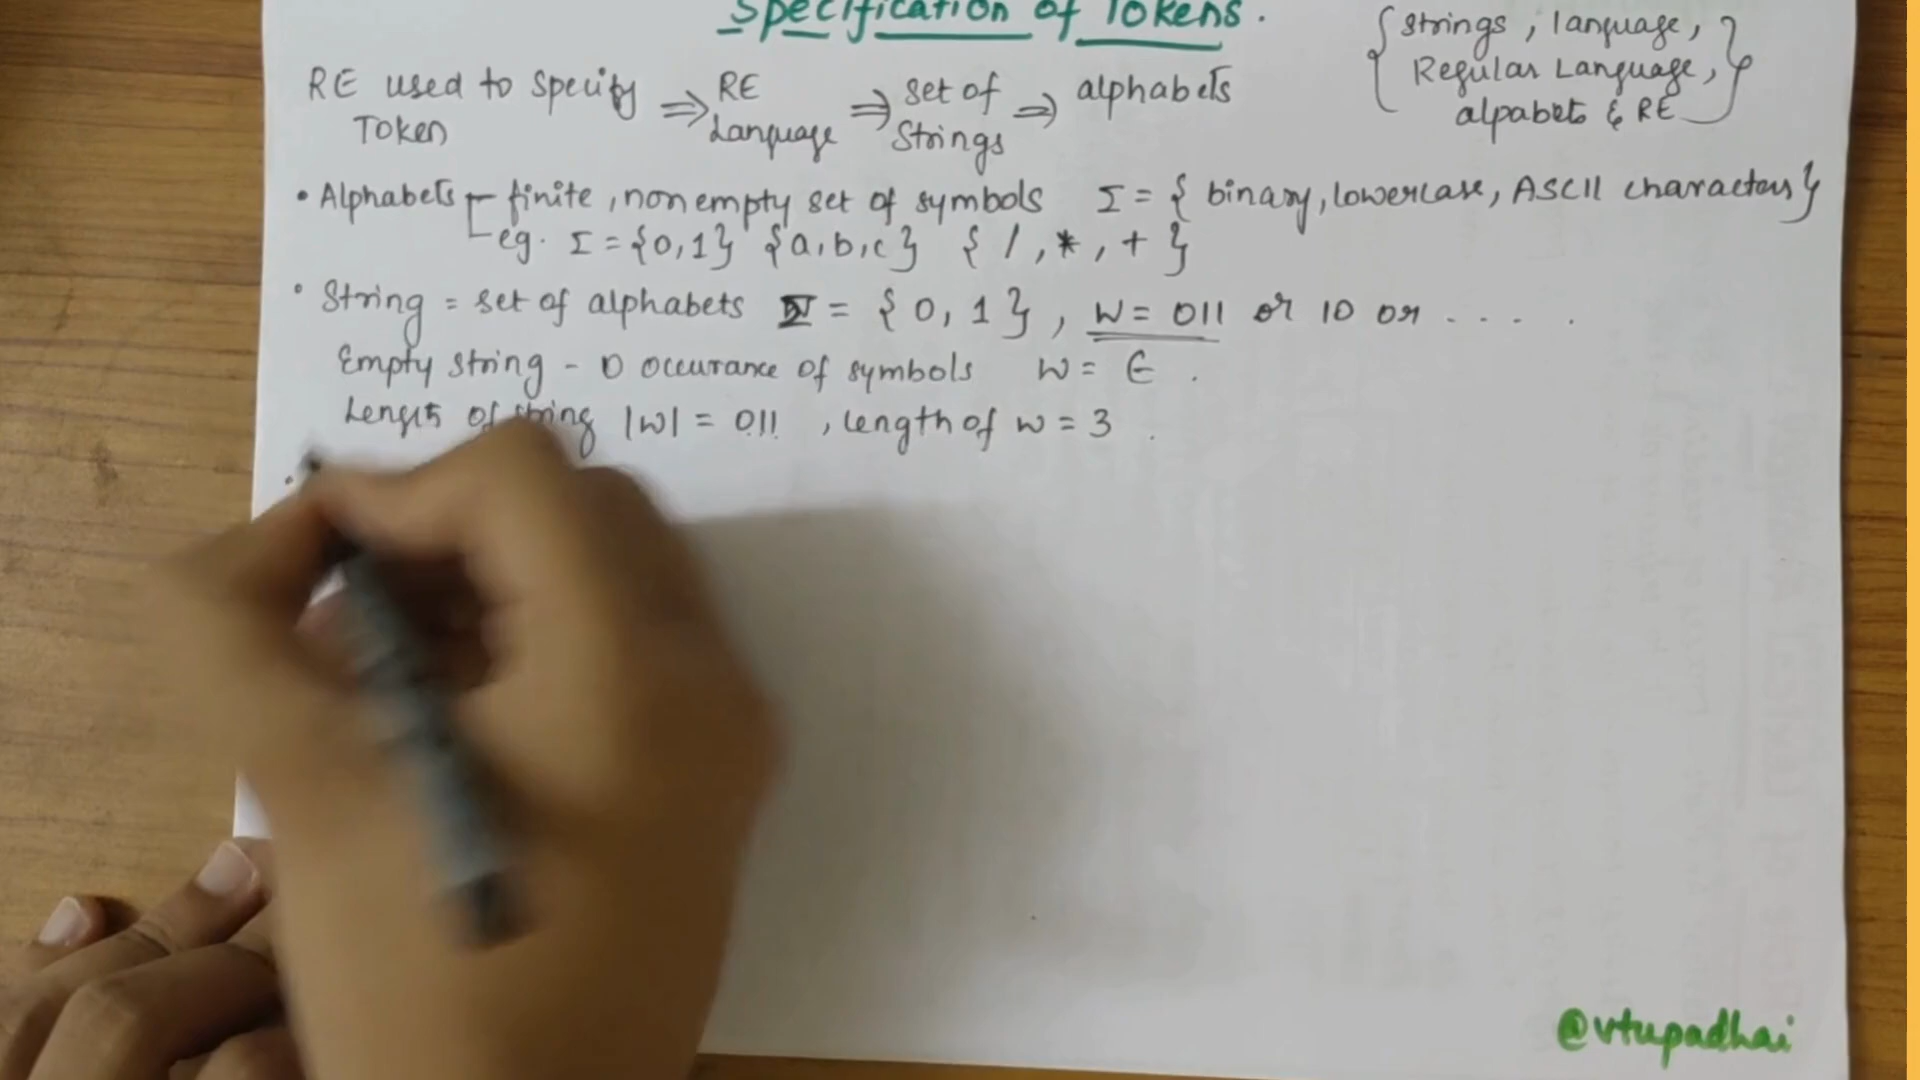 Specification of Tokens.
{ strings, language,
Regular Language,
alpabets & RE }
RE used to specify Token ⇒ RE Language ⇒ set of Strings ⇒ alphabets
• Alphabets - finite, nonempty set of symbols Σ = { binary, lowercase, ASCII characters }
eg. Σ = {0,1} {a,b,c} { /, *, + }
• String = set of alphabets Σ = { 0, 1 }, w = 011 or 10 or ....
Empty string - 0 occurance of symbols w = ϵ .
Length of string |w| = 011 , length of w = 3 .
@vtupadhai